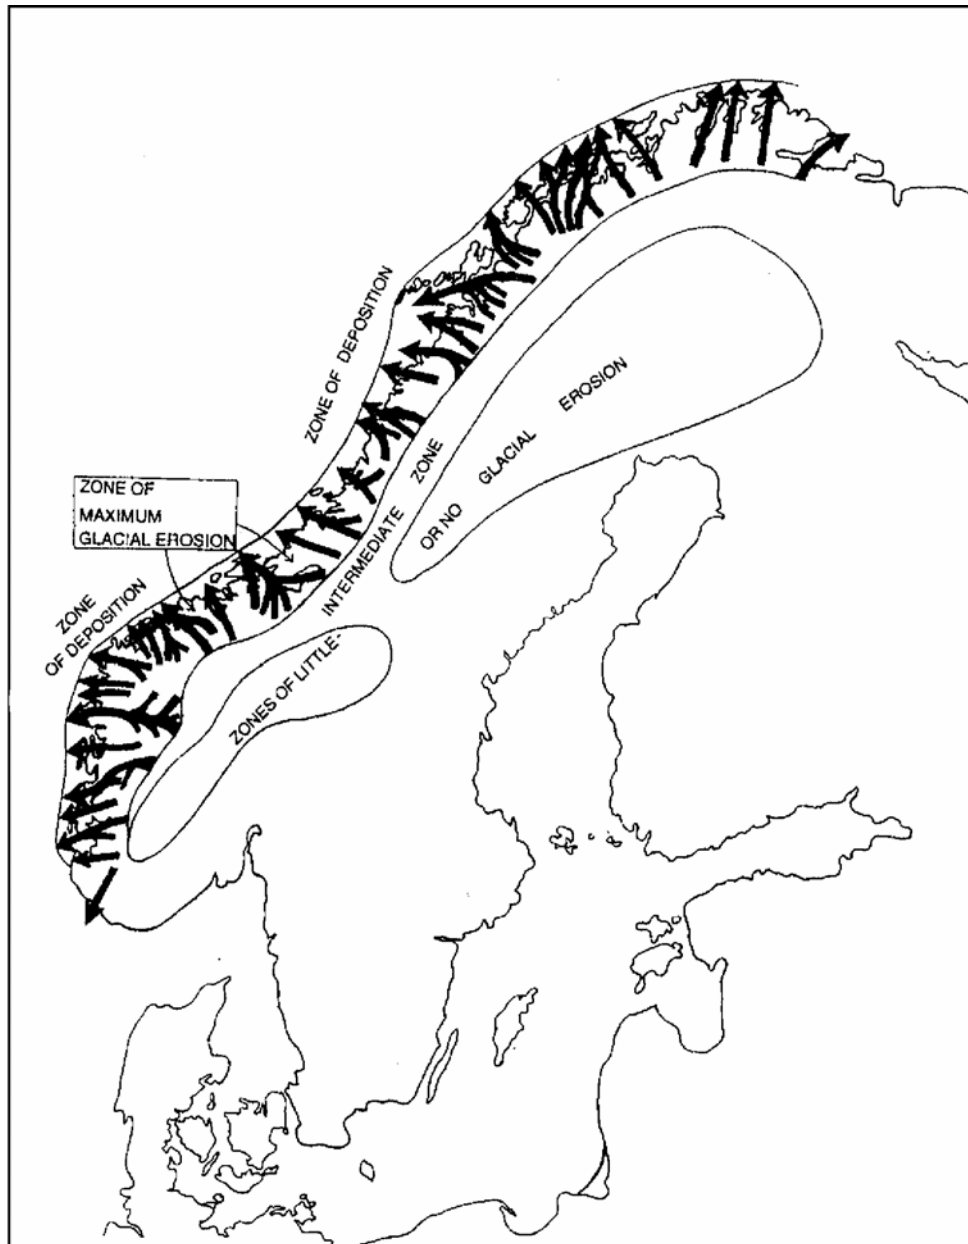 ZONE OF DEPOSITION
ZONE OF
MAXIMUM
GLACIAL EROSION
ZONE
OF DEPOSITION
INTERMEDIATE ZONE
ZONES OF LITTLE-
OR NO GLACIAL EROSION